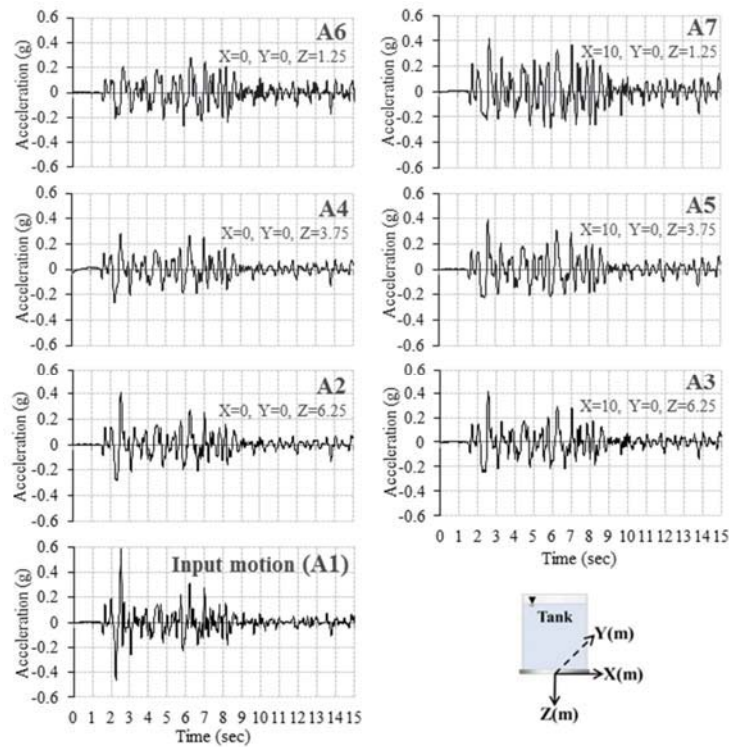 A6
X=0, Y=0, Z=1.25
Acceleration (g)
0.6
0.4
0.2
0
-0.2
-0.4
-0.6
A7
X=10, Y=0, Z=1.25
Acceleration (g)
0.6
0.4
0.2
0
-0.2
-0.4
-0.6
A4
X=0, Y=0, Z=3.75
Acceleration (g)
0.6
0.4
0.2
0
-0.2
-0.4
-0.6
A5
X=10, Y=0, Z=3.75
Acceleration (g)
0.6
0.4
0.2
0
-0.2
-0.4
-0.6
A2
X=0, Y=0, Z=6.25
Acceleration (g)
0.6
0.4
0.2
0
-0.2
-0.4
-0.6
A3
X=10, Y=0, Z=6.25
Acceleration (g)
0.6
0.4
0.2
0
-0.2
-0.4
-0.6
0 1 2 3 4 5 6 7 8 9 10 11 12 13 14 15
Time (sec)
Input motion (A1)
Acceleration (g)
0.6
0.4
0.2
0
-0.2
-0.4
-0.6
0 1 2 3 4 5 6 7 8 9 10 11 12 13 14 15
Time (sec)
Tank
Y(m)
X(m)
Z(m)